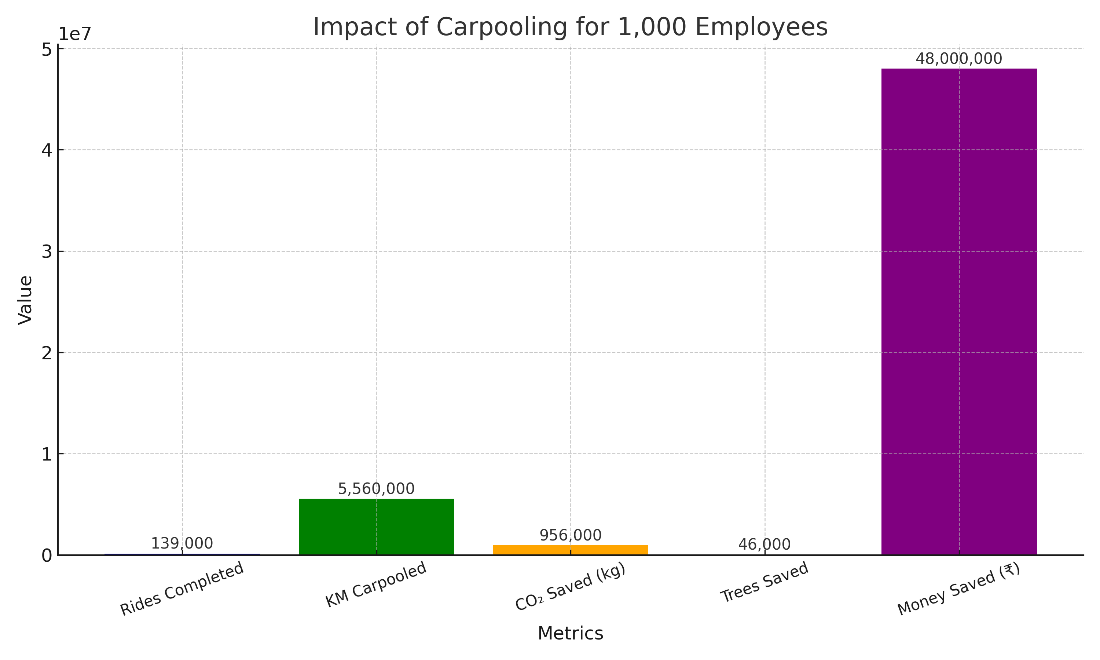 Impact of Carpooling for 1,000 Employees
1e7
5
4
3
2
1
0
Value
139,000
5,560,000
956,000
46,000
48,000,000
Rides Completed
KM Carpooled
CO₂ Saved (kg)
Trees Saved
Money Saved (₹)
Metrics